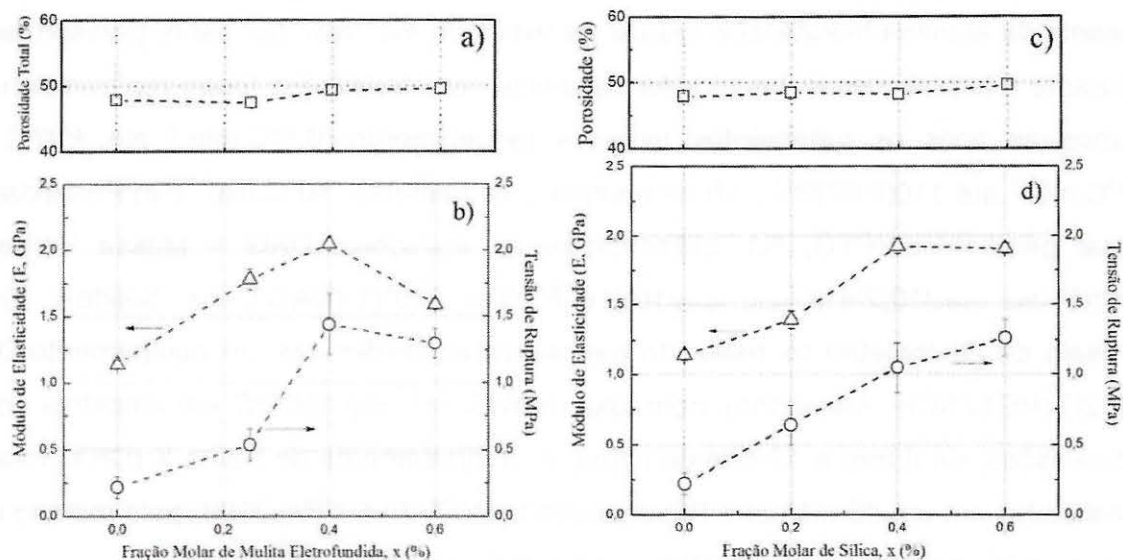 a)
Porosidade Total (%)
60
50
40
b)
Módulo de Elasticidade (E, GPa)
2.5
2.0
1.5
1.0
0.5
0.0
2,5
2,0
1,5
1,0
0,5
0,0
Tensão de Ruptura (MPa)
0,0 0,2 0,4 0,6
Fração Molar de Mulita Eletrofundida, x (%)
c)
Porosidade (%)
60
50
40
d)
Módulo de Elasticidade (E, GPa)
2.5
2.0
1.5
1.0
0.5
0.0
2,5
2,0
1,5
1,0
0,5
0,0
Tensão de Ruptura (MPa)
0.0 0.2 0.4 0.6
Fração Molar de Sílica, x (%)